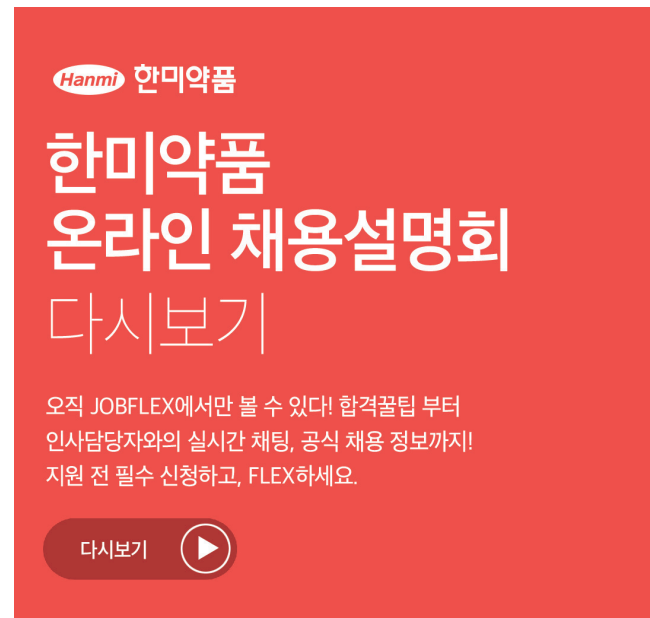 Hanmi 한미약품
한미약품
온라인 채용설명회
다시보기
오직 JOBFLEX에서만 볼 수 있다! 합격꿀팁 부터
인사담당자와의 실시간 채팅, 공식 채용 정보까지!
지원 전 필수 신청하고, FLEX하세요.
다시보기